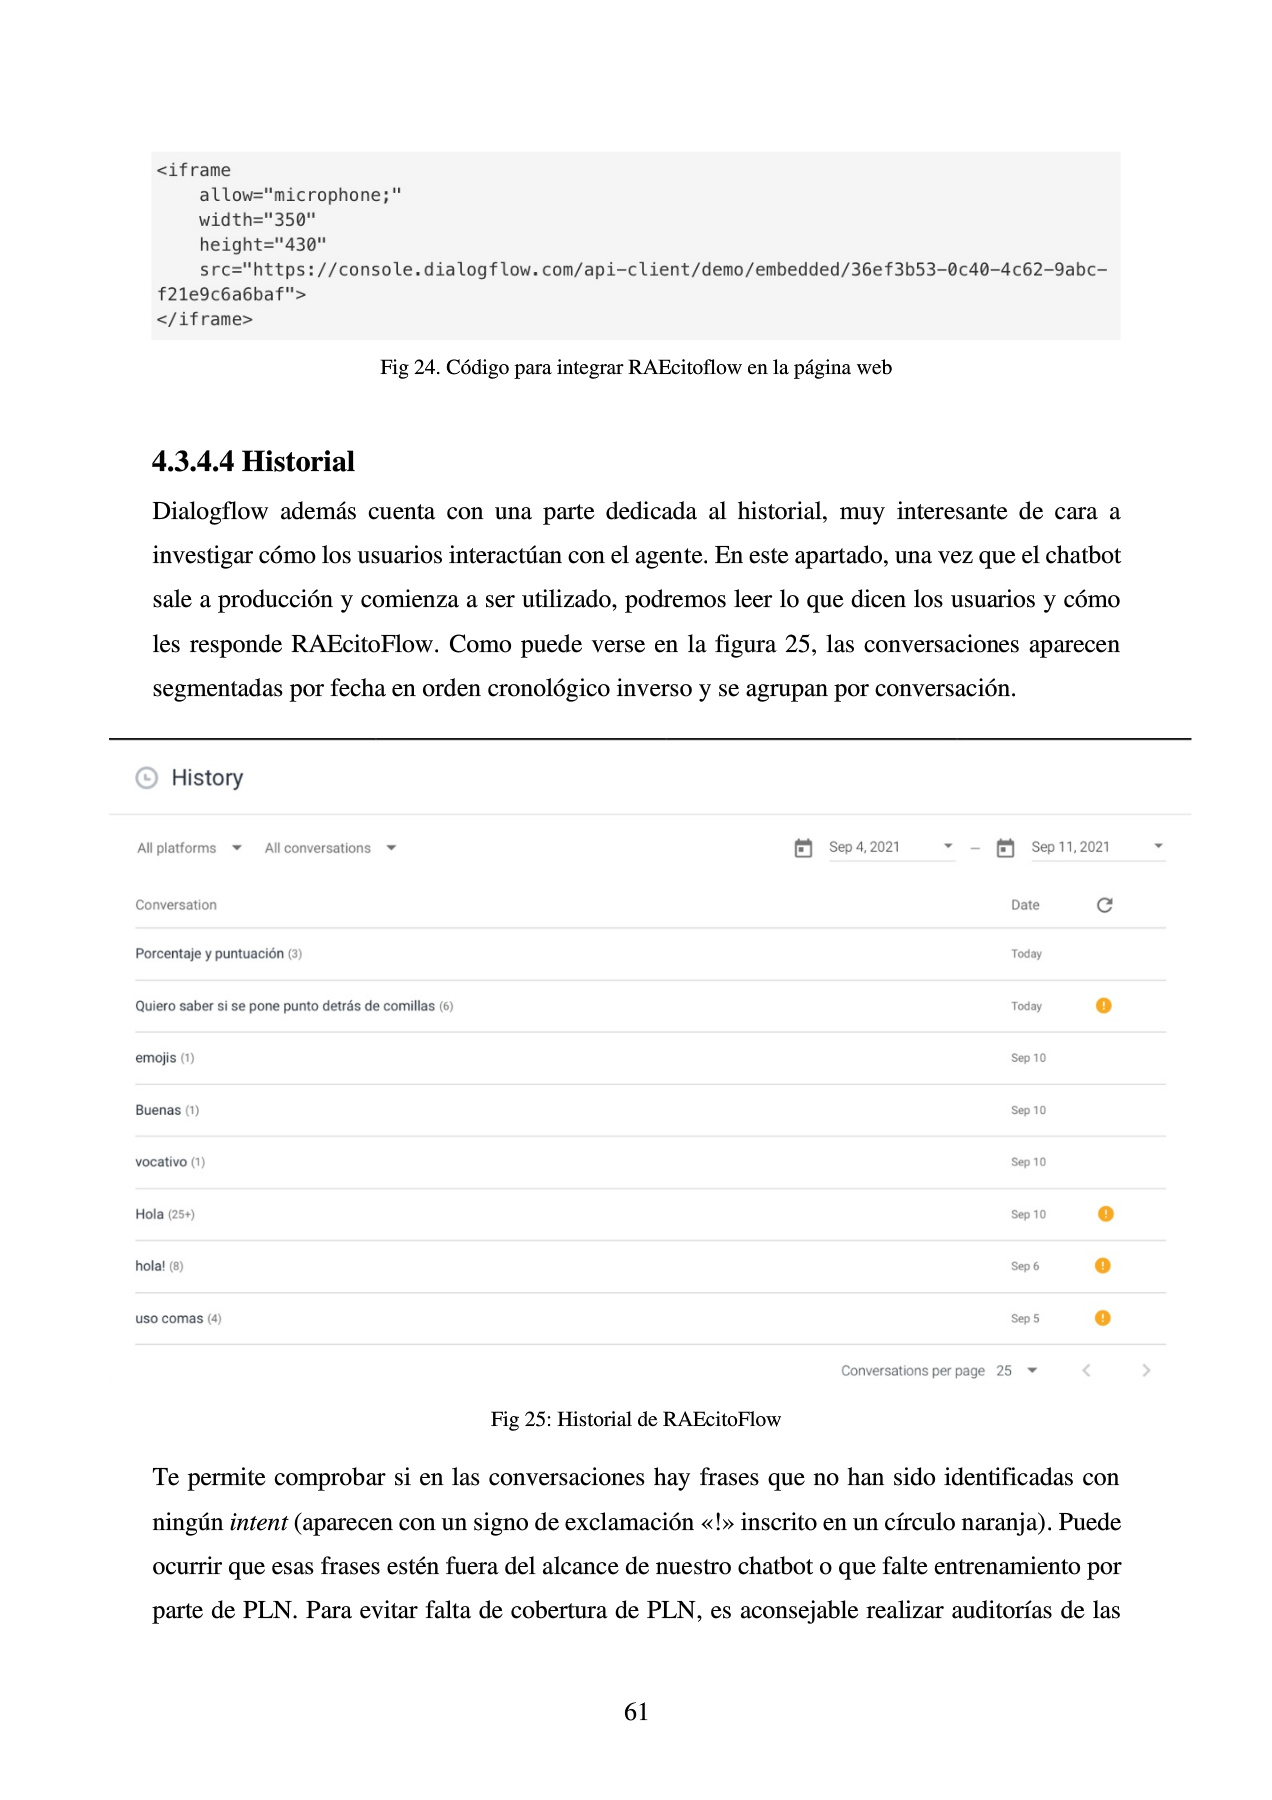 <iframe
allow="microphone;"
width="350"
height="430"
src="https://console.dialogflow.com/api-client/demo/embedded/36ef3b53-0c40-4c62-9abc-
f21e9c6a6baf">
</iframe>
Fig 24. Código para integrar RAEcitoflow en la página web
4.3.4.4 Historial
Dialogflow además cuenta con una parte dedicada al historial, muy interesante de cara a
investigar cómo los usuarios interactúan con el agente. En este apartado, una vez que el chatbot
sale a producción y comienza a ser utilizado, podremos leer lo que dicen los usuarios y cómo
les responde RAEcitoFlow. Como puede verse en la figura 25, las conversaciones aparecen
segmentadas por fecha en orden cronológico inverso y se agrupan por conversación.
History
All platforms All conversations Sep 4, 2021 – Sep 11, 2021
Conversation Date
Porcentaje y puntuación (3) Today
Quiero saber si se pone punto detrás de comillas (6) Today
emojis (1) Sep 10
Buenas (1) Sep 10
vocativo (1) Sep 10
Hola (25+) Sep 10
hola! (8) Sep 6
uso comas (4) Sep 5
Conversations per page 25
Fig 25: Historial de RAEcitoFlow
Te permite comprobar si en las conversaciones hay frases que no han sido identificadas con
ningún intent (aparecen con un signo de exclamación «!» inscrito en un círculo naranja). Puede
ocurrir que esas frases estén fuera del alcance de nuestro chatbot o que falte entrenamiento por
parte de PLN. Para evitar falta de cobertura de PLN, es aconsejable realizar auditorías de las
61